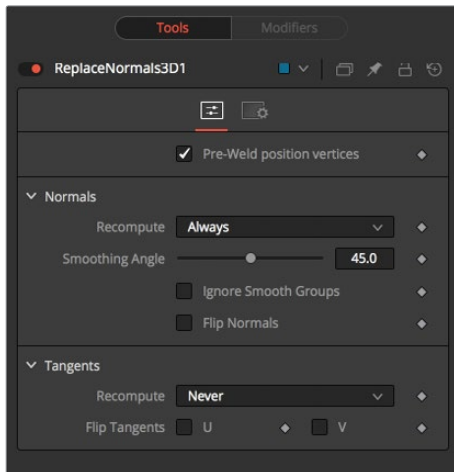 Tools Modifiers
ReplaceNormals3D1
Pre-Weld position vertices
Normals
Recompute Always
Smoothing Angle 45.0
Ignore Smooth Groups
Flip Normals
Tangents
Recompute Never
Flip Tangents U V